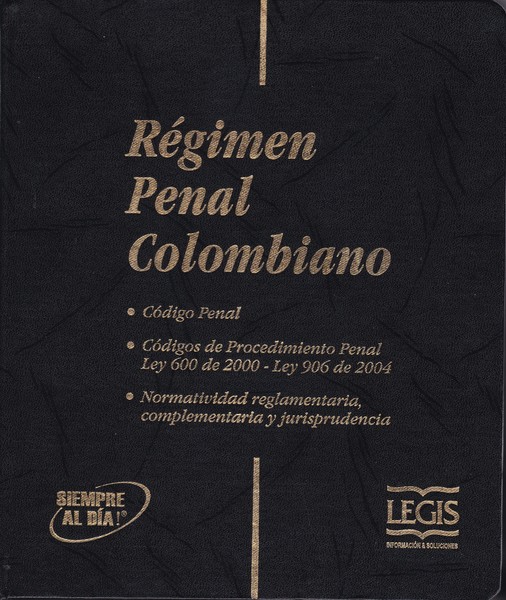 Régimen
Penal
Colombiano
• Código Penal
• Códigos de Procedimiento Penal
Ley 600 de 2000 - Ley 906 de 2004
• Normatividad reglamentaria,
complementaria y jurisprudencia
SIEMPRE
AL DÍA!®
LEGIS
INFORMACIÓN & SOLUCIONES